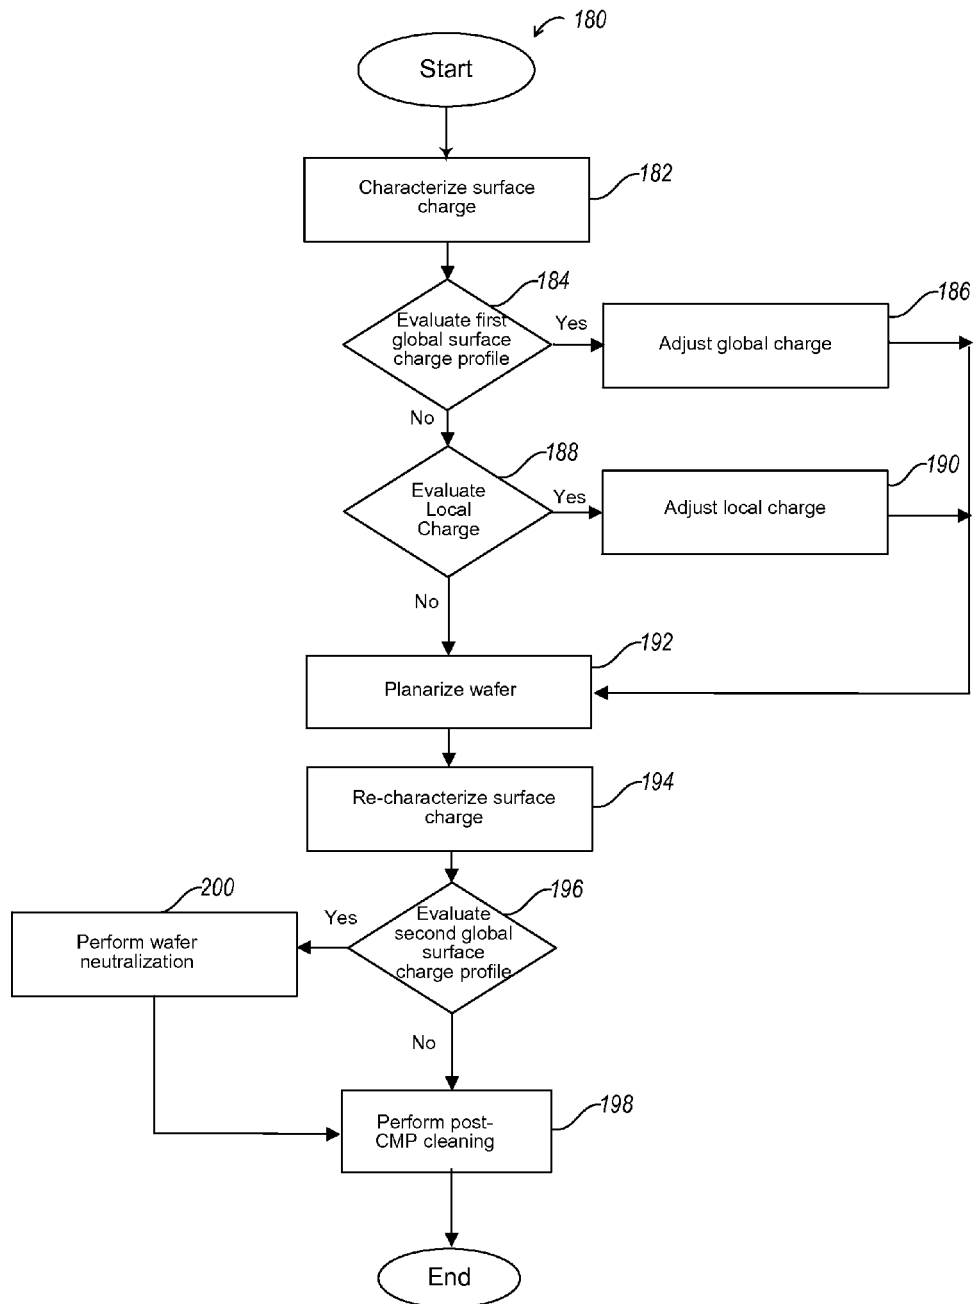 180
Start
Characterize surface
charge
182
184
Evaluate first
global surface
charge profile
Yes
186
Adjust global charge
No
188
Evaluate
Local
Charge
Yes
190
Adjust local charge
No
192
Planarize wafer
Re-characterize surface
charge
194
196
Evaluate
second global
surface
charge profile
Yes
200
Perform wafer
neutralization
No
Perform post-
CMP cleaning
198
End